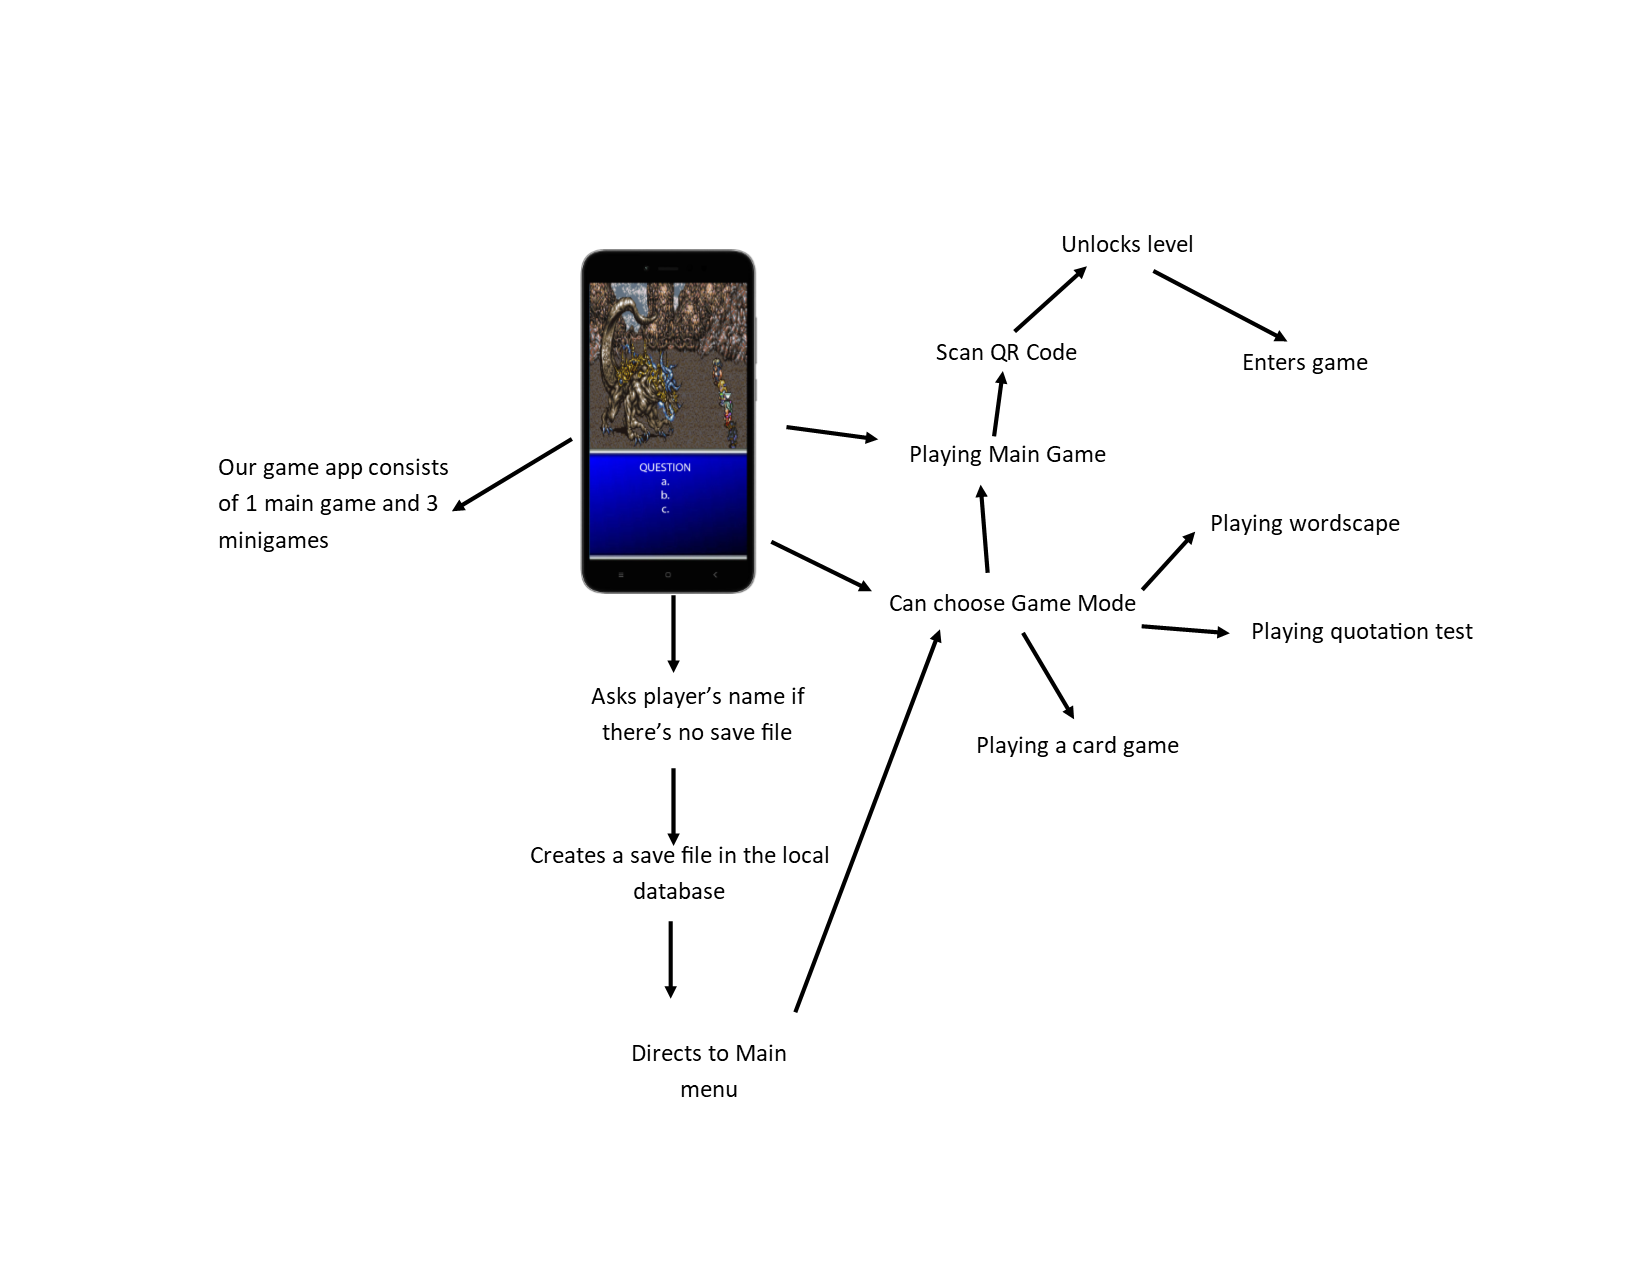 Unlocks level
Scan QR Code
Enters game
Playing Main Game
Our game app consists
of 1 main game and 3
minigames
QUESTION
a.
b.
c.
Playing wordscape
Can choose Game Mode
Playing quotation test
Asks player’s name if
there’s no save file
Playing a card game
Creates a save file in the local
database
Directs to Main
menu